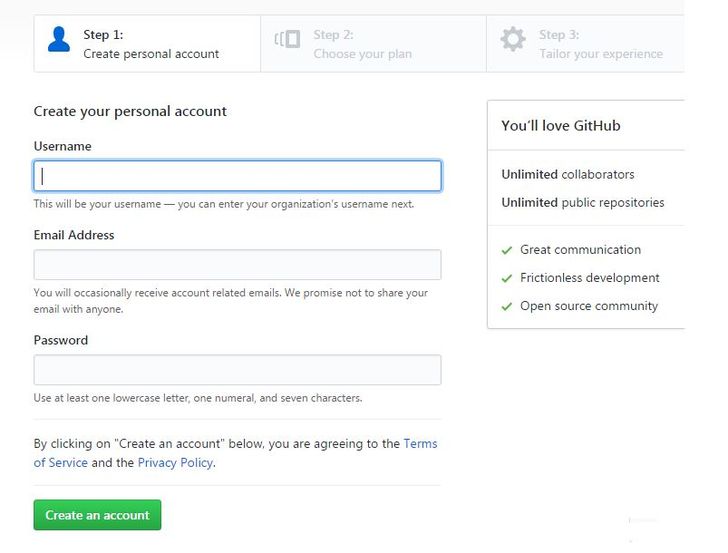 Step 1:
Create personal account
Step 2:
Choose your plan
Step 3:
Tailor your experience
Create your personal account
Username
This will be your username — you can enter your organization's username next.
Email Address
You will occasionally receive account related emails. We promise not to share your
email with anyone.
Password
Use at least one lowercase letter, one numeral, and seven characters.
By clicking on "Create an account" below, you are agreeing to the Terms
of Service and the Privacy Policy.
Create an account
You'll love GitHub
Unlimited collaborators
Unlimited public repositories
Great communication
Frictionless development
Open source community